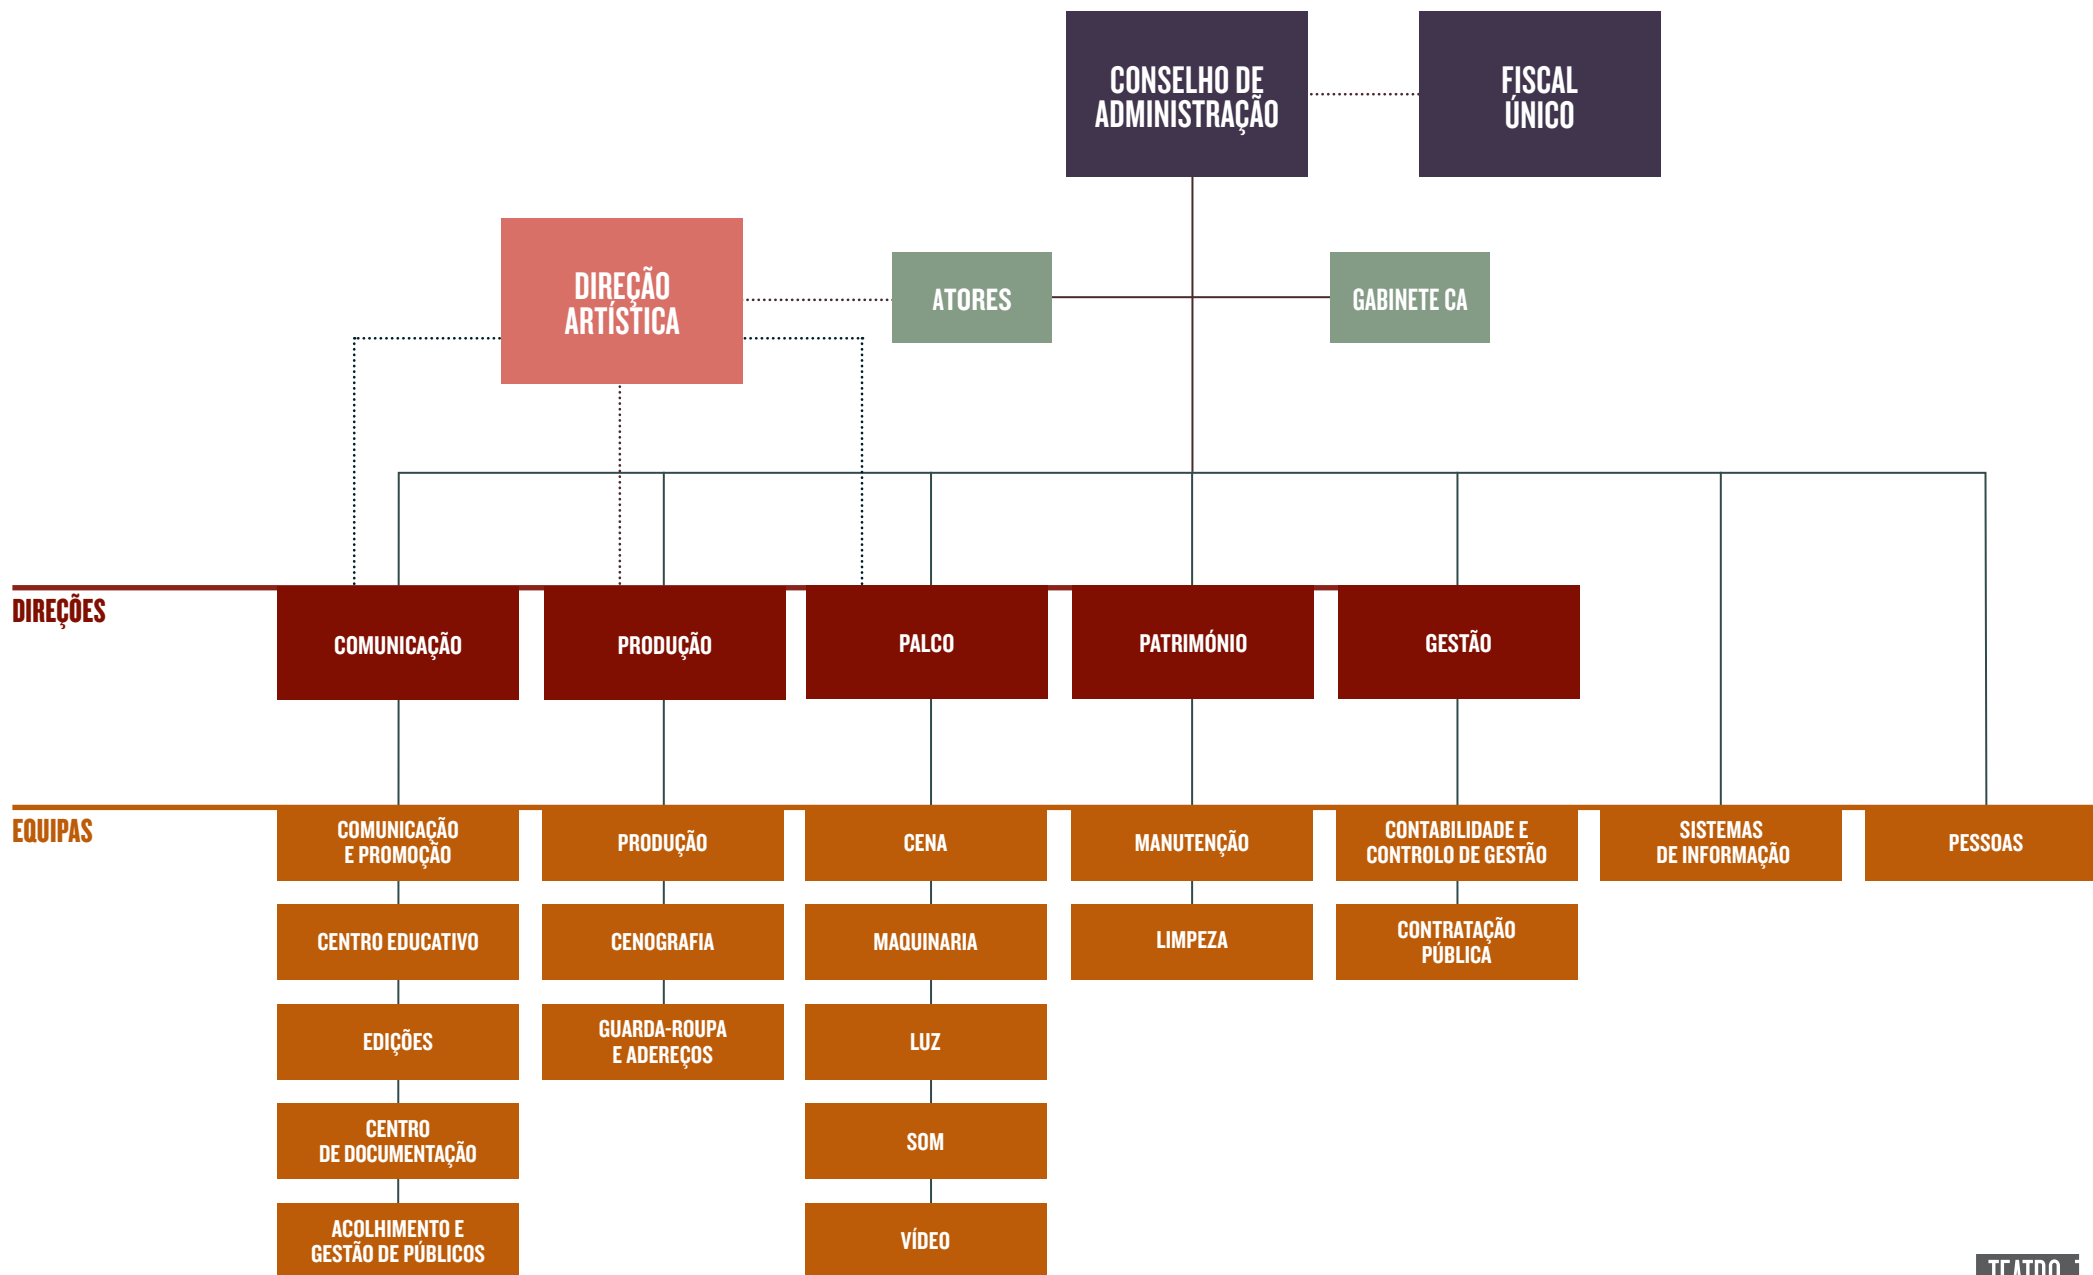 CONSELHO DE
ADMINISTRAÇÃO
FISCAL
ÚNICO
DIREÇÃO
ARTÍSTICA
ATORES
GABINETE CA
DIREÇÕES
COMUNICAÇÃO
PRODUÇÃO
PALCO
PATRIMÓNIO
GESTÃO
EQUIPAS
COMUNICAÇÃO
E PROMOÇÃO
PRODUÇÃO
CENA
MANUTENÇÃO
CONTABILIDADE E
CONTROLO DE GESTÃO
SISTEMAS
DE INFORMAÇÃO
PESSOAS
CENTRO EDUCATIVO
CENOGRAFIA
MAQUINARIA
LIMPEZA
CONTRATAÇÃO
PÚBLICA
EDIÇÕES
GUARDA-ROUPA
E ADEREÇOS
LUZ
CENTRO
DE DOCUMENTAÇÃO
SOM
ACOLHIMENTO E
GESTÃO DE PÚBLICOS
VÍDEO
TEATRO